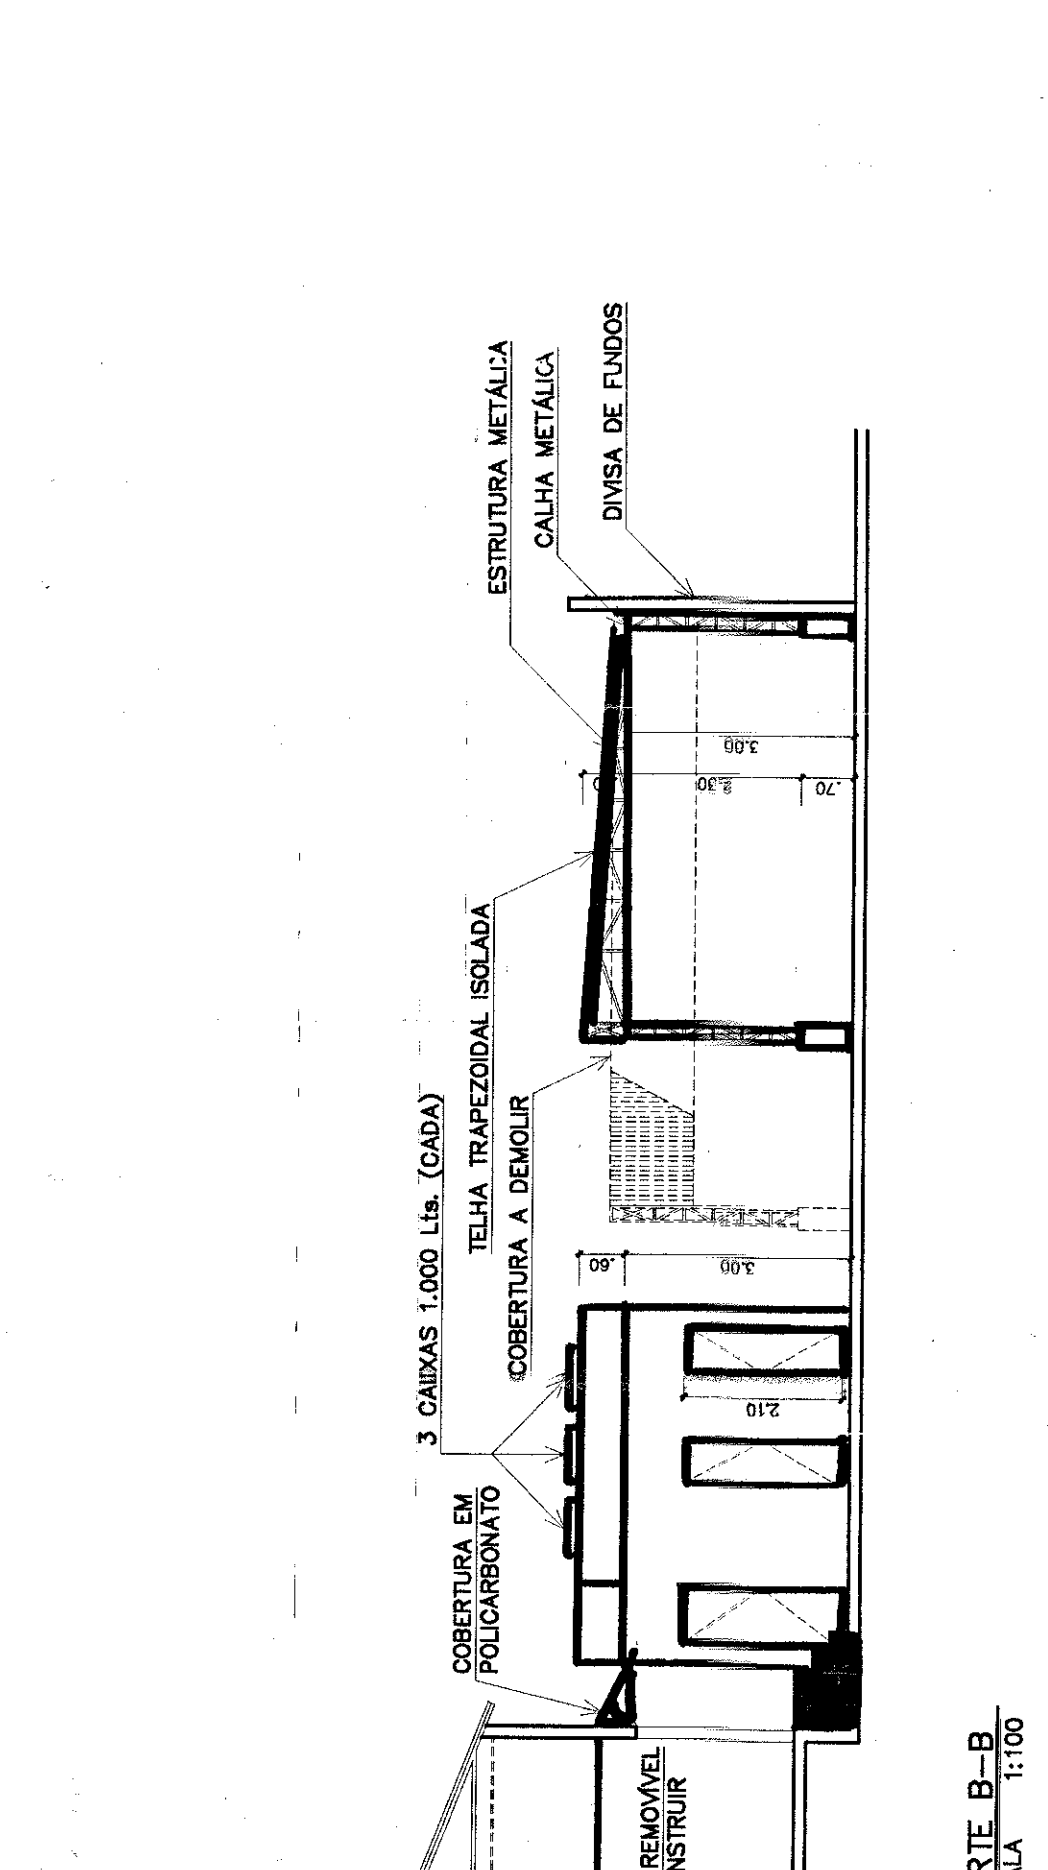 3 CAIXAS 1.000 Lts. (CADA)
COBERTURA EM
POLICARBONATO
TELHA TRAPEZOIDAL ISOLADA
COBERTURA A DEMOLIR
ESTRUTURA METÁLICA
CALHA METÁLICA
DIVISA DE FUNDOS
.60
3.00
2.10
2.30
.70
3.00
REMOVÍVEL
NSTRUIR
RTE B-B
LA 1:100